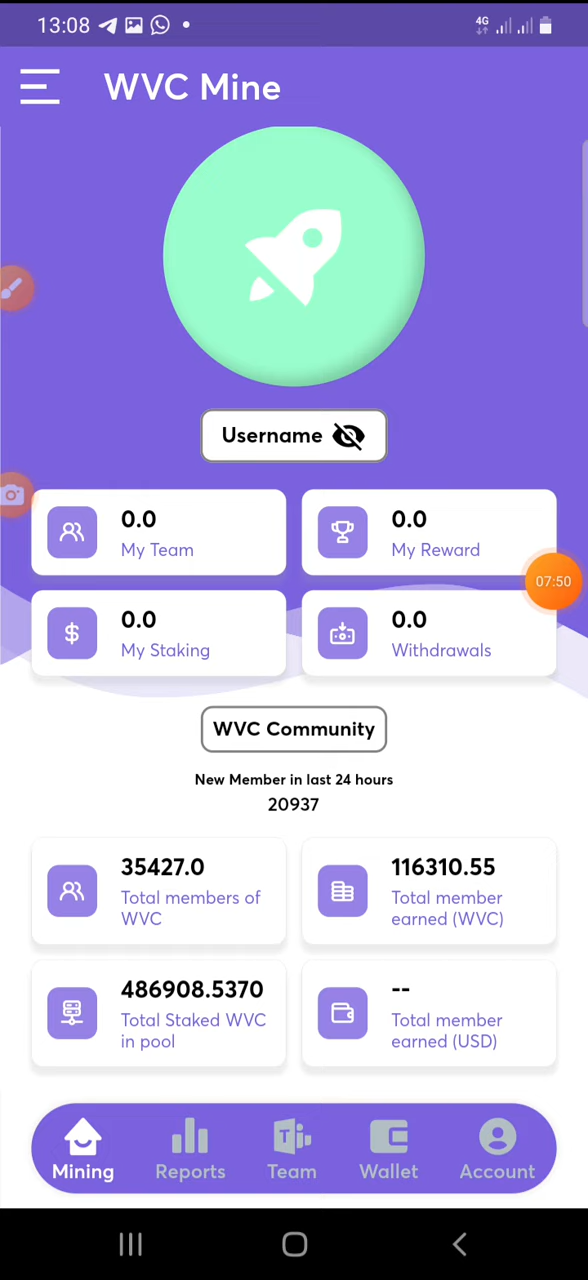 13:08
4G
WVC Mine
Username
0.0
My Team
0.0
My Reward
07:50
0.0
My Staking
0.0
Withdrawals
WVC Community
New Member in last 24 hours
20937
35427.0
Total members of
WVC
116310.55
Total member
earned (WVC)
486908.5370
Total Staked WVC
in pool
--
Total member
earned (USD)
Mining
Reports
Team
Wallet
Account